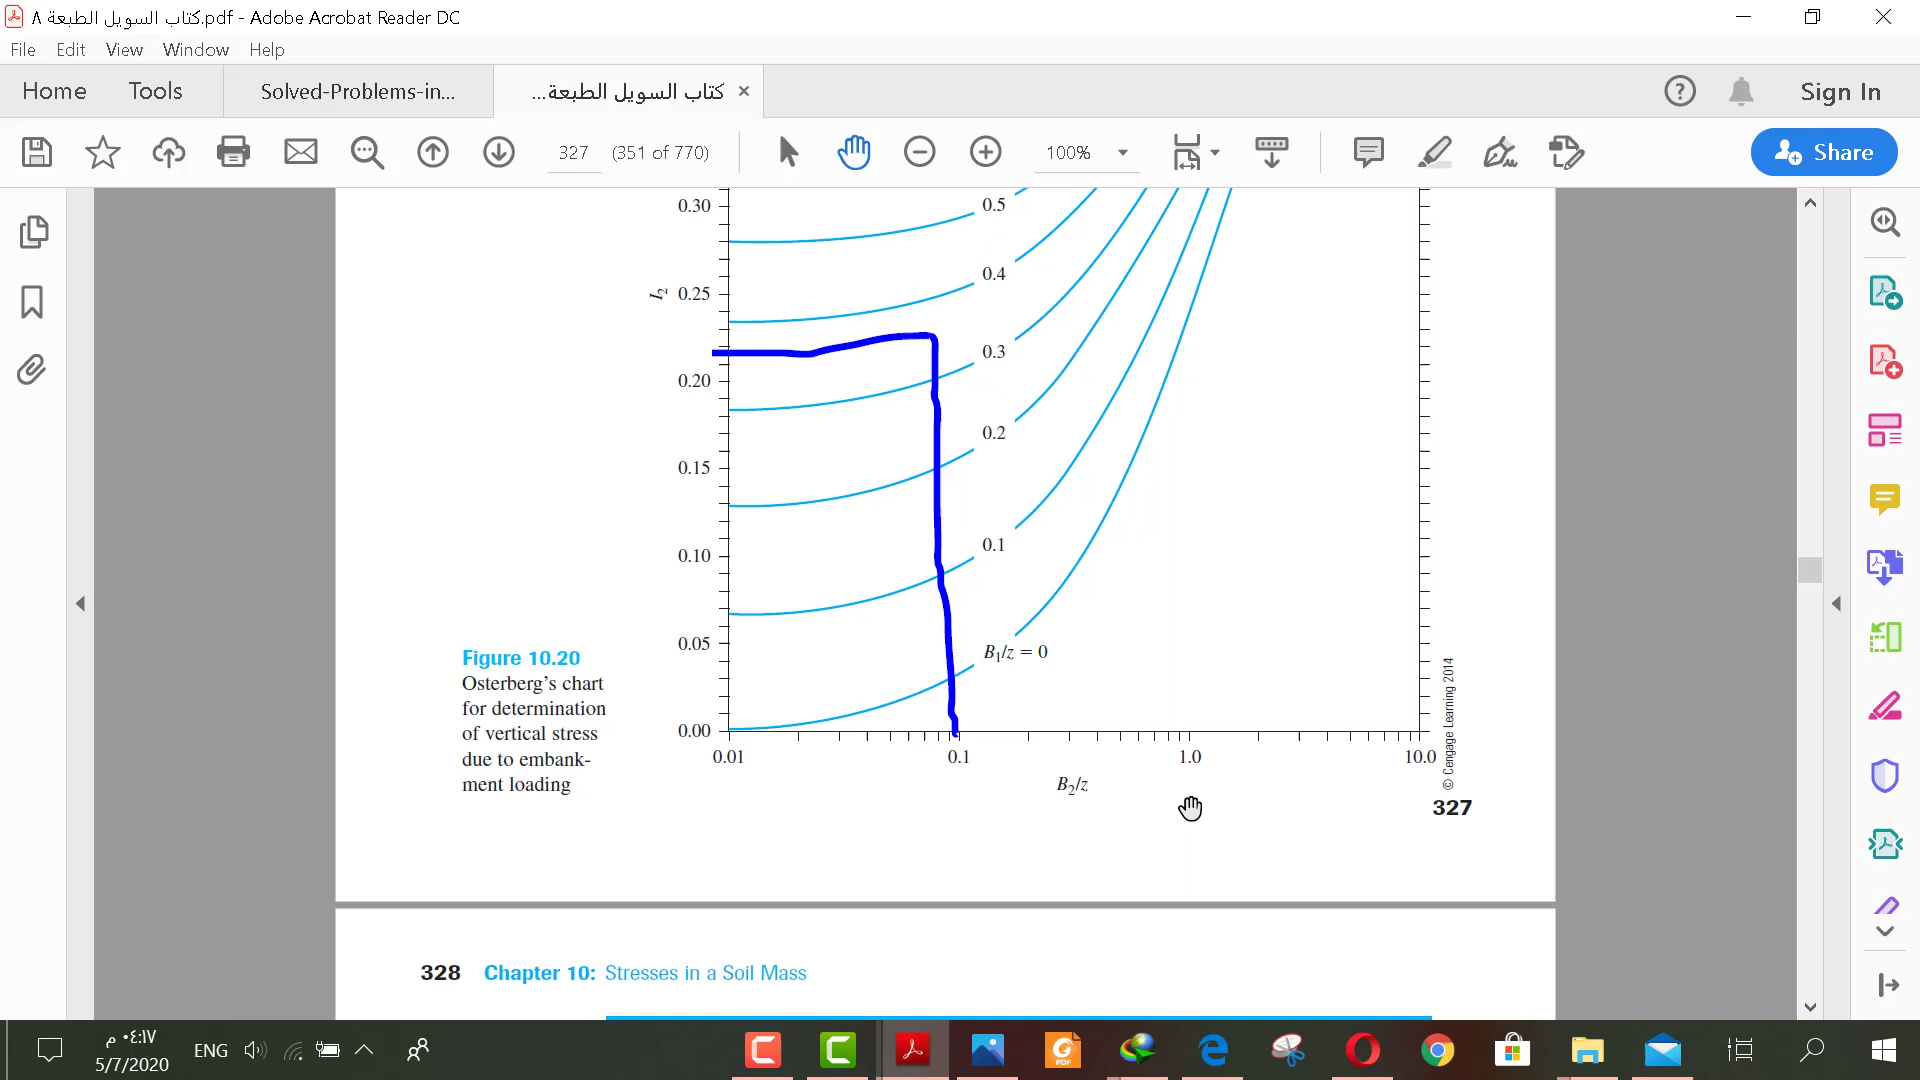 كتاب السويل الطبعة ٨.pdf - Adobe Acrobat Reader DC
File Edit View Window Help
Home Tools Solved-Problems-in... كتاب السويل الطبعة... × Sign In
327 (351 of 770) 100% Share
0.30
0.25
0.20
0.15
0.10
0.05
0.00
I₂
0.5
0.4
0.3
0.2
0.1
B₁/z = 0
0.01 0.1 1.0 10.0
B₂/z
Figure 10.20
Osterberg's chart
for determination
of vertical stress
due to embank-
ment loading
© Cengage Learning 2014
327
328 Chapter 10: Stresses in a Soil Mass
ENG
٠٤:١٧ م
5/7/2020
PDF